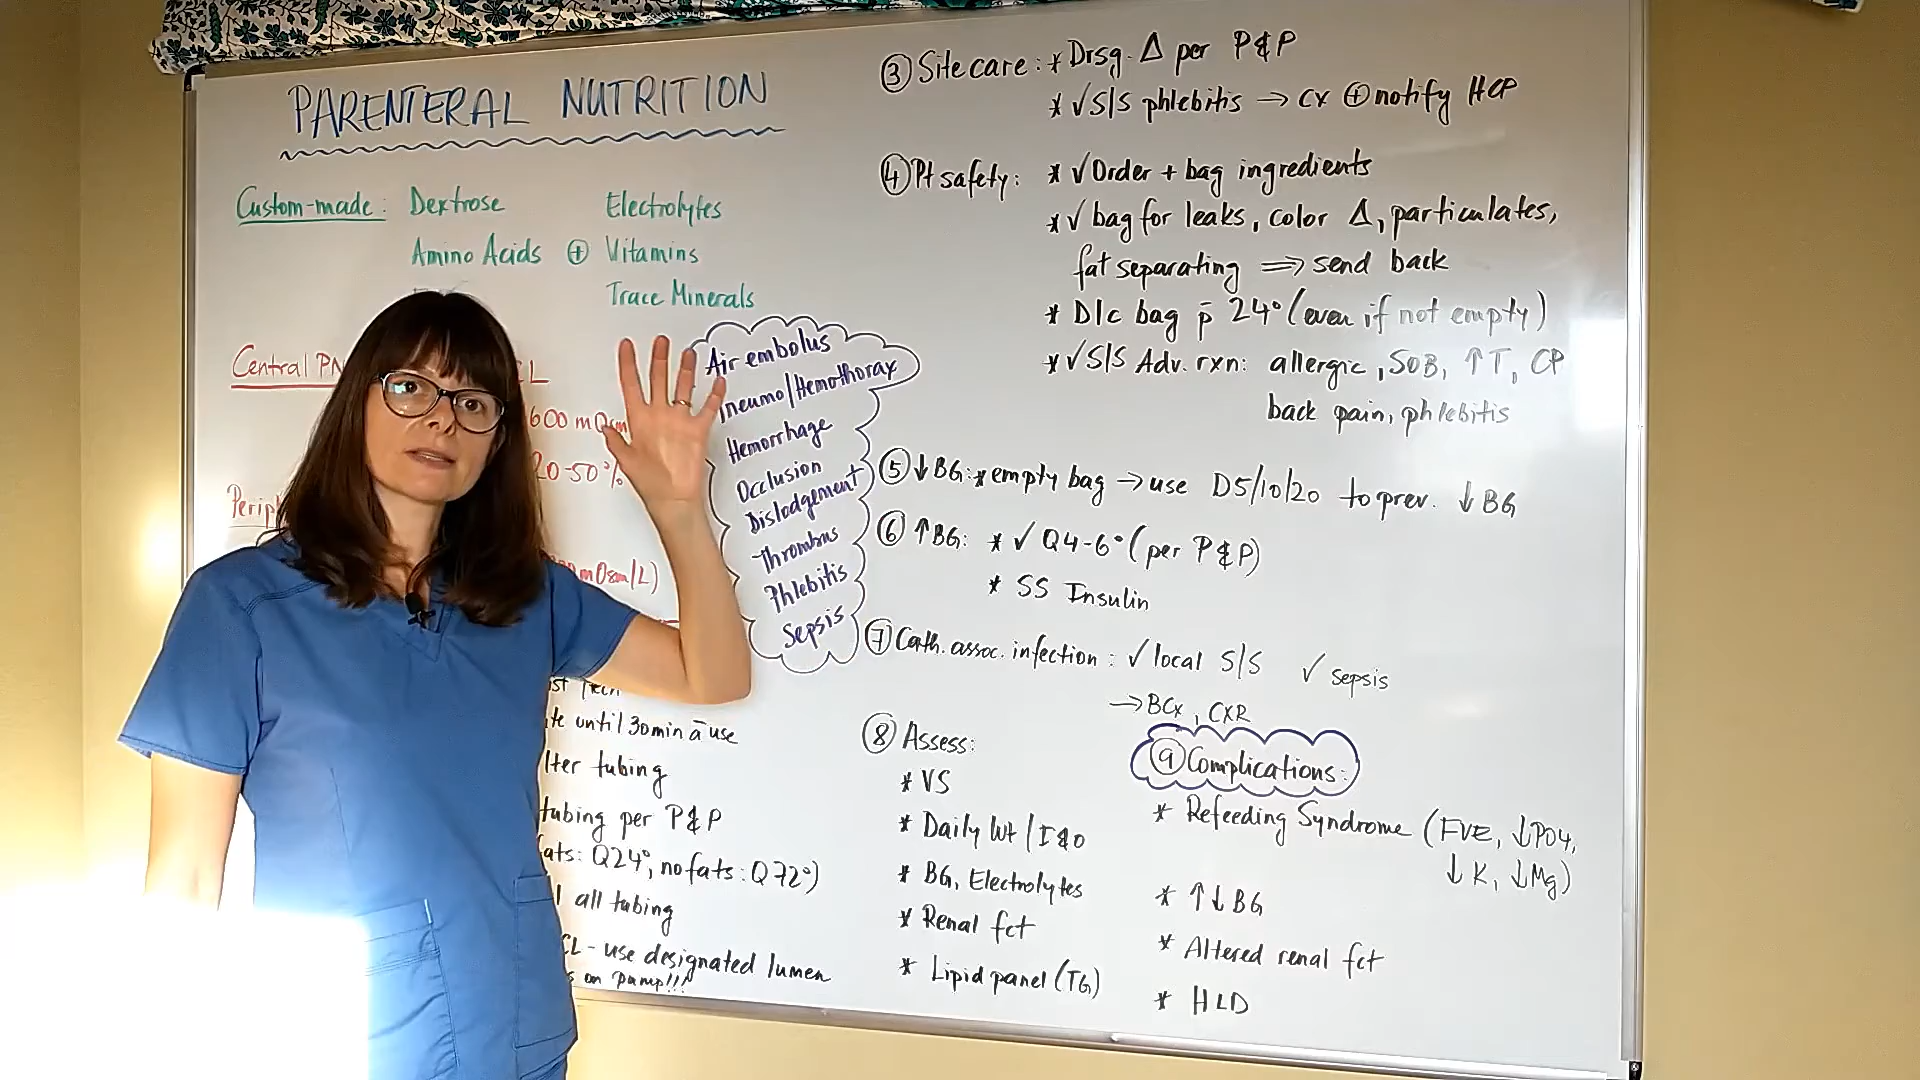 PARENTERAL NUTRITION
Custom-made: Dextrose Electrolytes
Amino Acids ⊕ Vitamins
Trace Minerals
Central PN CL
600 mOsm
20-50%
Perip
mOsm/L)
Air embolus
Pneumo/Hemothorax
Hemorrhage
Occlusion
Dislodgement
Thrombus
Phlebitis
Sepsis
until 30min ā use
lter tubing
tubing per P&P
fats: Q24°, no fats: Q72°)
all tubing
CL - use designated lumen
on pump!!!
③ Site care: * Drsg. Δ per P&P
* √S/S phlebitis → cx ⊕ notify HCP
④ Pt safety: * √Order + bag ingredients
* √ bag for leaks, color Δ, particulates,
fat separating ⇒ send back
* D/c bag p̄ 24° (even if not empty)
* √S/S Adv. rxn: allergic, SOB, ↑T, CP
back pain, phlebitis
⑤ ↓BG: * empty bag → use D5/10/20 to prev. ↓BG
⑥ ↑BG: * √ Q4-6° (per P&P)
* SS Insulin
⑦ Cath. assoc. infection: √ local S/S √ sepsis
→ BCx, CXR
⑧ Assess:
* VS
* Daily Wt / I&O
* BG, Electrolytes
* Renal fct
* Lipid panel (TG)
⑨ Complications:
* Refeeding Syndrome (FVE, ↓PO4,
↓K, ↓Mg)
* ↑↓BG
* Altered renal fct
* HLD